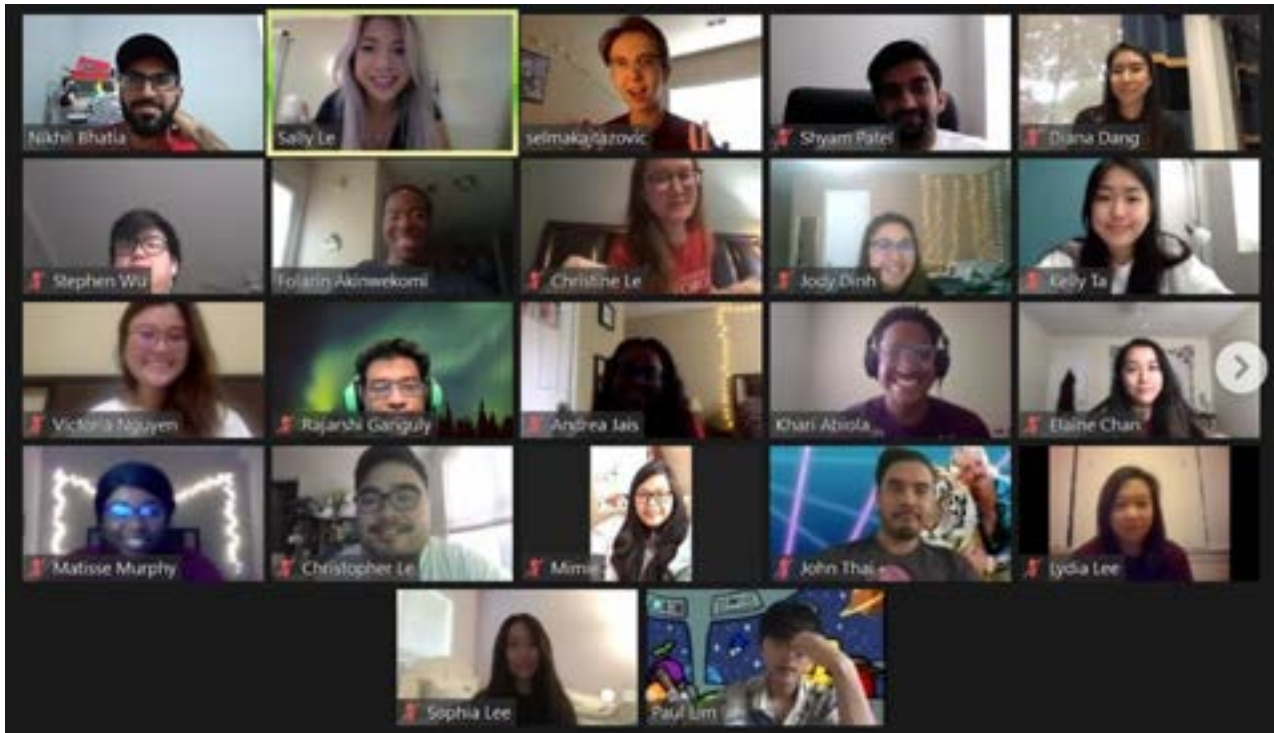 Nikhil Bhatia
Sally Le
selmakajtazovic
Shyam Patel
Diana Dang
Stephen Wu
Folarin Akinwekomi
Christine Le
Jody Dinh
Kelly Ta
Victoria Nguyen
Rajarshi Ganguly
Andrea Jais
Khari Abiola
Elaine Chan
Matisse Murphy
Christopher Le
Mimie
John Thai
Lydia Lee
Sophia Lee
Paul Lim